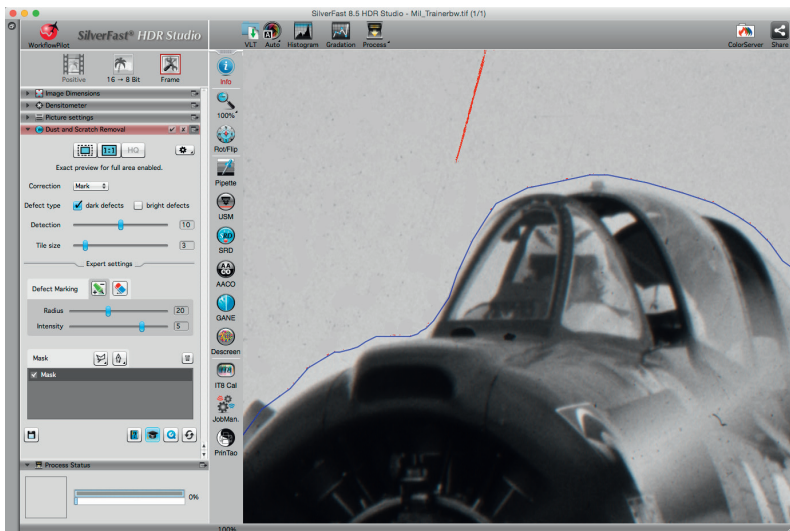 SilverFast 8.5 HDR Studio - Mil_Trainerbw.tif (1/1)
WorkflowPilot
SilverFast® HDR Studio
VLT
Auto
Histogram
Gradation
Process
ColorServer
Share
Positive
16 → 8 Bit
Frame
Image Dimensions
Densitometer
Picture settings
Dust and Scratch Removal
1:1
HQ
Exact preview for full area enabled.
Correction
Mark
Defect type
dark defects
bright defects
Detection
10
Tile size
3
Expert settings
Defect Marking
Radius
20
Intensity
5
Mask
Mask
Process Status
0%
Info
100%
Rot/Flip
Pipette
USM
SRD
AACO
GANE
Descreen
IT8 Cal
JobMan.
PrinTao
100%